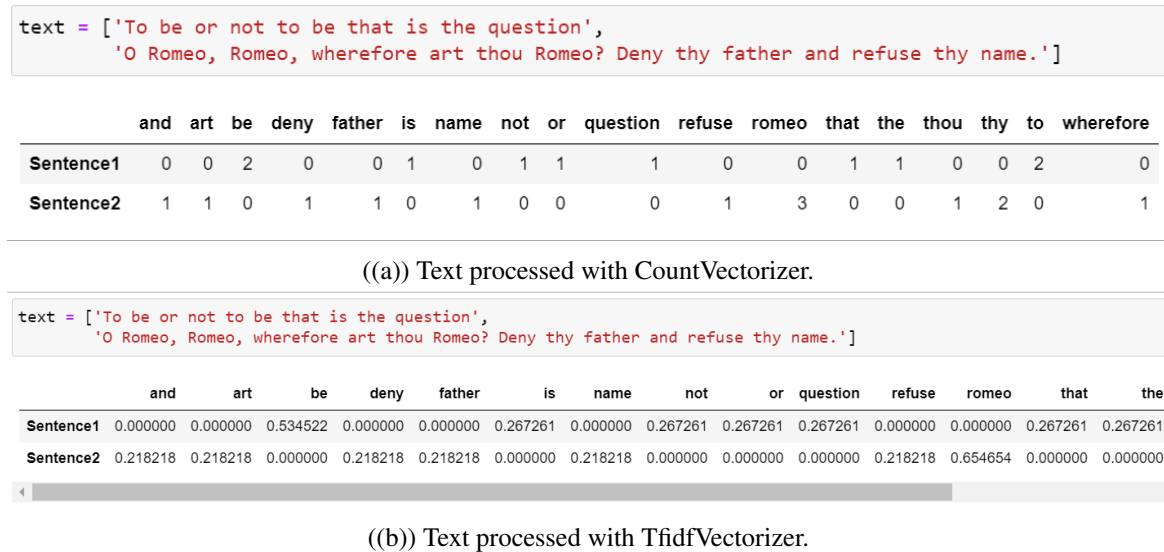 text = ['To be or not to be that is the question',
'O Romeo, Romeo, wherefore art thou Romeo? Deny thy father and refuse thy name.']
and art be deny father is name not or question refuse romeo that the thou thy to wherefore
Sentence1 0 0 2 0 0 1 0 1 1 1 0 0 1 1 0 0 2 0
Sentence2 1 1 0 1 1 0 1 0 0 0 1 3 0 0 1 2 0 1
((a)) Text processed with CountVectorizer.
text = ['To be or not to be that is the question',
'O Romeo, Romeo, wherefore art thou Romeo? Deny thy father and refuse thy name.']
and art be deny father is name not or question refuse romeo that the
Sentence1 0.000000 0.000000 0.534522 0.000000 0.000000 0.267261 0.000000 0.267261 0.267261 0.267261 0.000000 0.000000 0.267261 0.267261
Sentence2 0.218218 0.218218 0.000000 0.218218 0.218218 0.000000 0.218218 0.000000 0.000000 0.000000 0.218218 0.654654 0.000000 0.000000
((b)) Text processed with TfidfVectorizer.